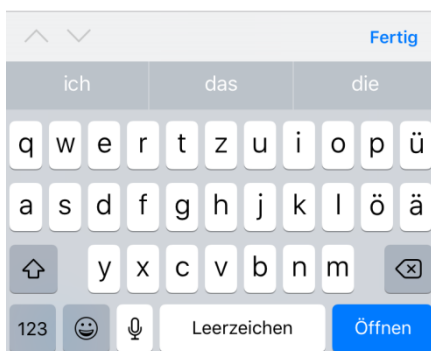 Fertig
ich das die
q w e r t z u i o p ü
a s d f g h j k l ö ä
y x c v b n m
123 Leerzeichen Öffnen